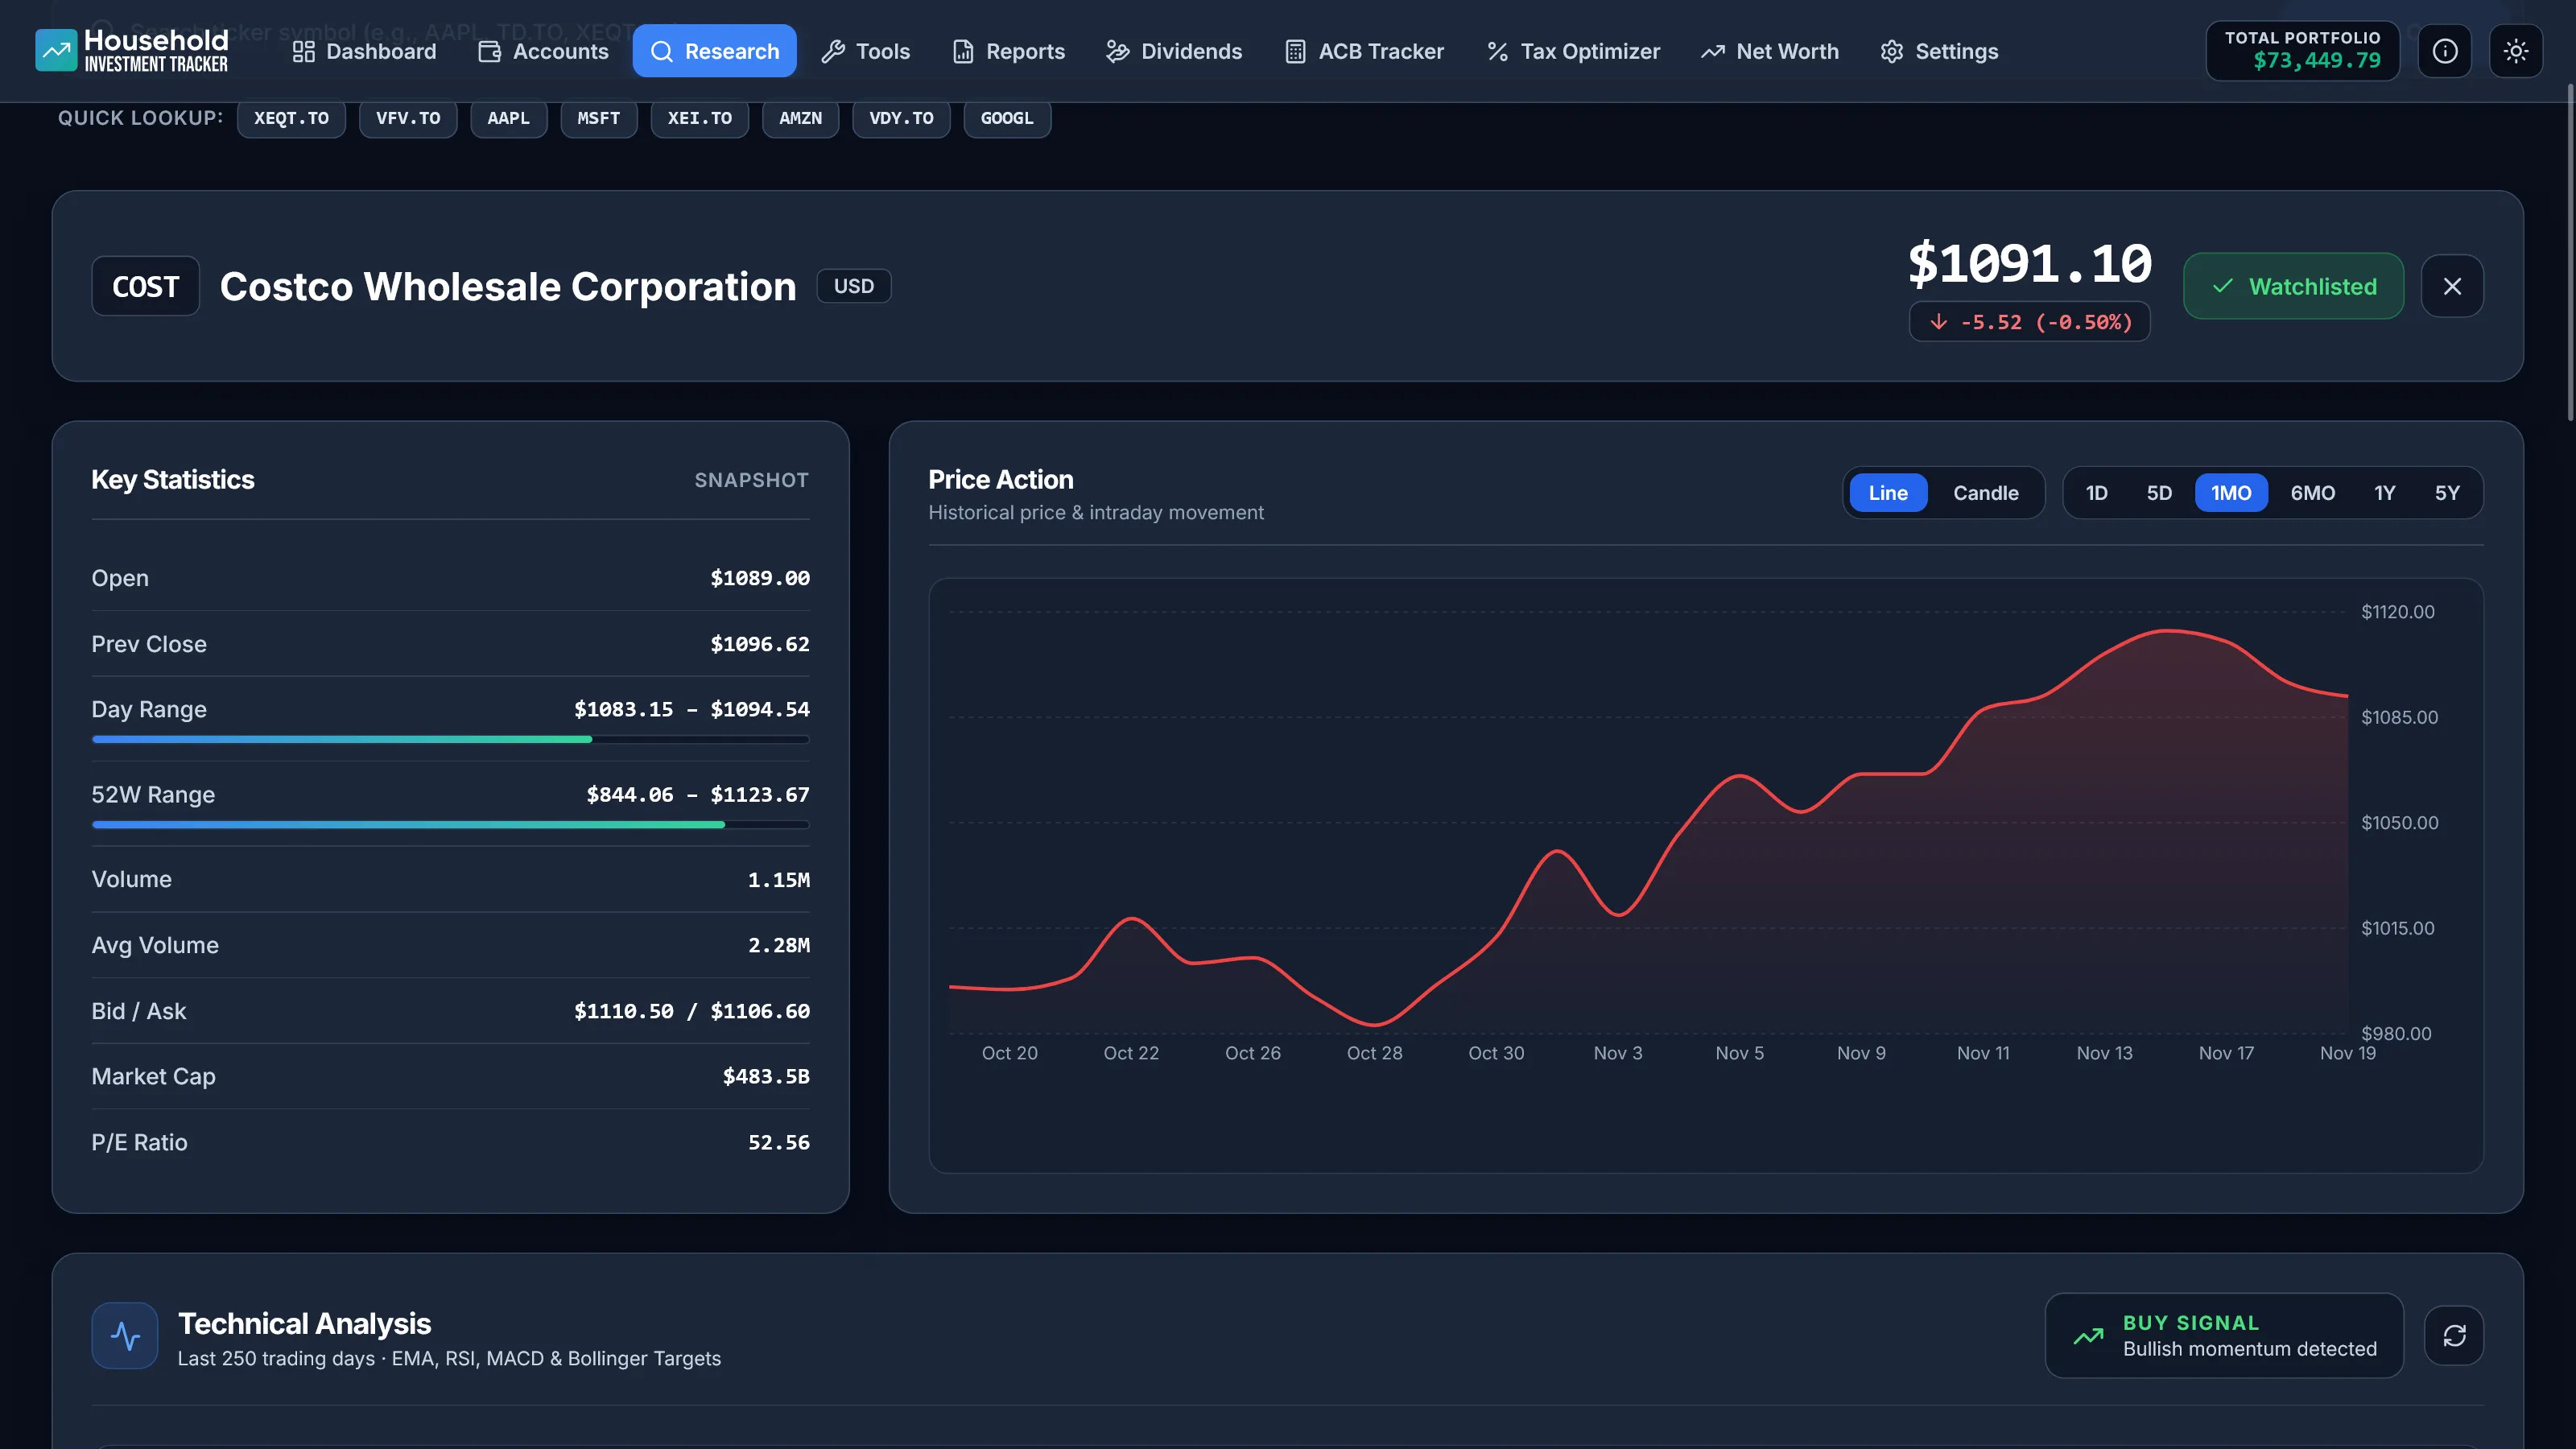 Search ticker symbol (e.g., AAPL, TD.TO, XEQT
Household
INVESTMENT TRACKER
Dashboard
Accounts
Research
Tools
Reports
Dividends
ACB Tracker
Tax Optimizer
Net Worth
Settings
TOTAL PORTFOLIO
$73,449.79
QUICK LOOKUP:
XEQT.TO
VFV.TO
AAPL
MSFT
XEI.TO
AMZN
VDY.TO
GOOGL
COST
Costco Wholesale Corporation
USD
$1091.10
↓ -5.52 (-0.50%)
✓ Watchlisted
Key Statistics
SNAPSHOT
Open $1089.00
Prev Close $1096.62
Day Range $1083.15 – $1094.54
52W Range $844.06 – $1123.67
Volume 1.15M
Avg Volume 2.28M
Bid / Ask $1110.50 / $1106.60
Market Cap $483.5B
P/E Ratio 52.56
Price Action
Historical price & intraday movement
Line
Candle
1D
5D
1MO
6MO
1Y
5Y
$1120.00
$1085.00
$1050.00
$1015.00
$980.00
Oct 20
Oct 22
Oct 26
Oct 28
Oct 30
Nov 3
Nov 5
Nov 9
Nov 11
Nov 13
Nov 17
Nov 19
Technical Analysis
Last 250 trading days · EMA, RSI, MACD & Bollinger Targets
BUY SIGNAL
Bullish momentum detected